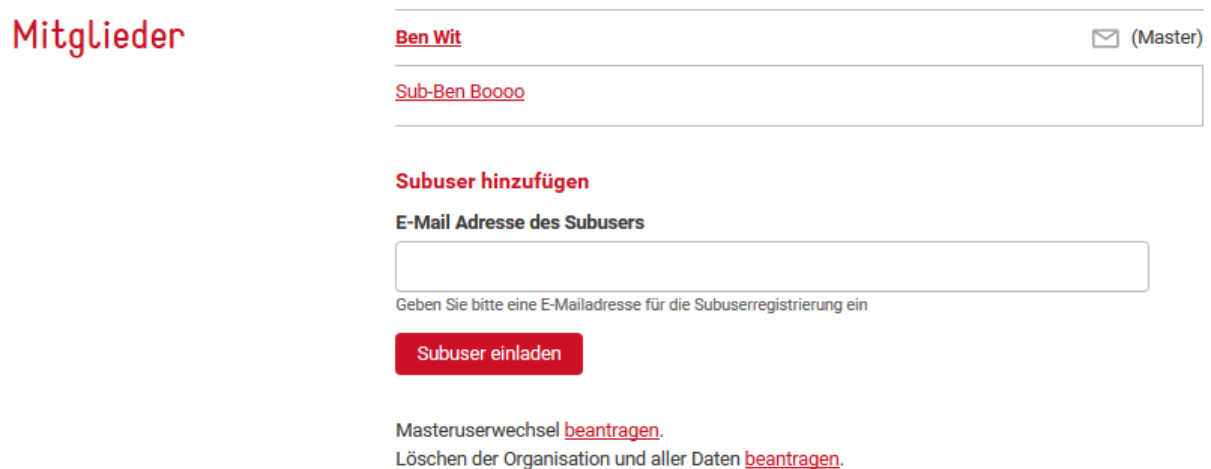 Mitglieder
Ben Wit
(Master)
Sub-Ben Boooo
Subuser hinzufügen
E-Mail Adresse des Subusers
Geben Sie bitte eine E-Mailadresse für die Subuserregistrierung ein
Subuser einladen
Masteruserwechsel beantragen.
Löschen der Organisation und aller Daten beantragen.